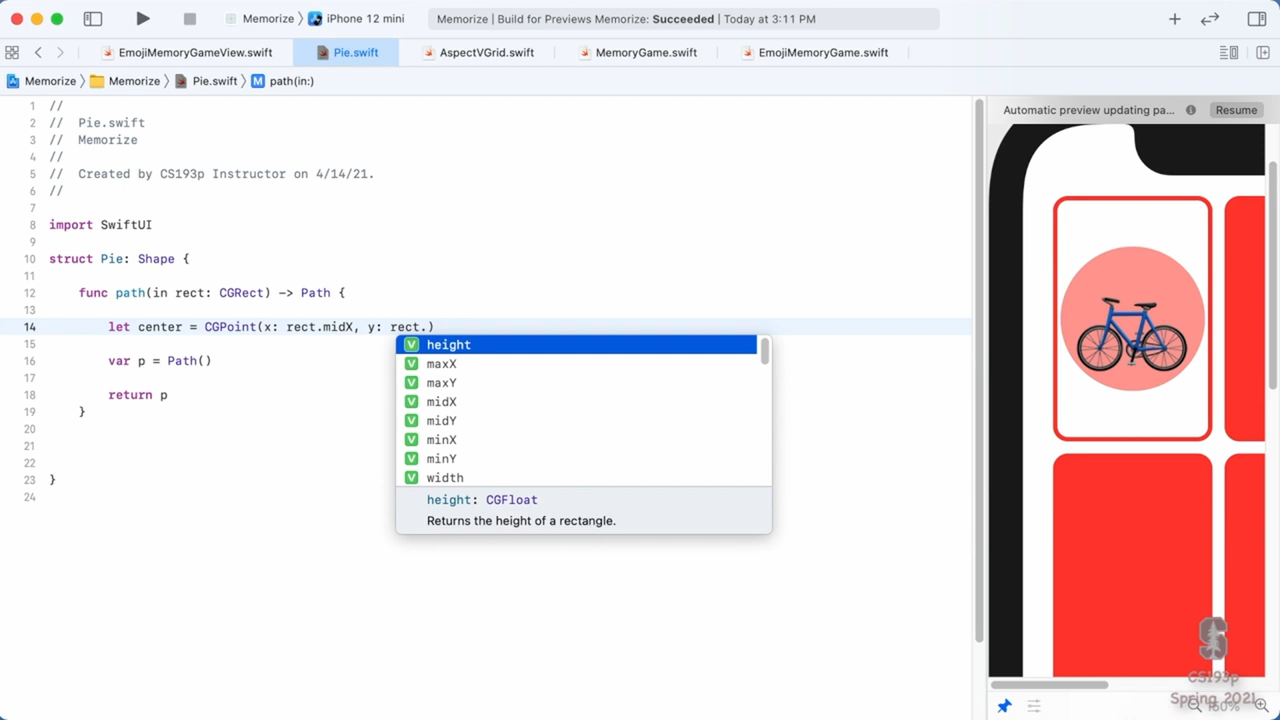 Memorize 〉 iPhone 12 mini
Memorize | Build for Previews Memorize: Succeeded | Today at 3:11 PM
EmojiMemoryGameView.swift
Pie.swift
AspectVGrid.swift
MemoryGame.swift
EmojiMemoryGame.swift
Memorize 〉 Memorize 〉 Pie.swift 〉 M path(in:)
Automatic preview updating pa...
Resume
1 //
2 //  Pie.swift
3 //  Memorize
4 //
5 //  Created by CS193p Instructor on 4/14/21.
6 //
7
8 import SwiftUI
9
10 struct Pie: Shape {
11
12     func path(in rect: CGRect) -> Path {
13
14         let center = CGPoint(x: rect.midX, y: rect.)
15
16         var p = Path()
17
18         return p
19     }
20
21
22
23 }
24
V height
V maxX
V maxY
V midX
V midY
V minX
V minY
V width
height: CGFloat
Returns the height of a rectangle.
S
CS193p
Spring 2021